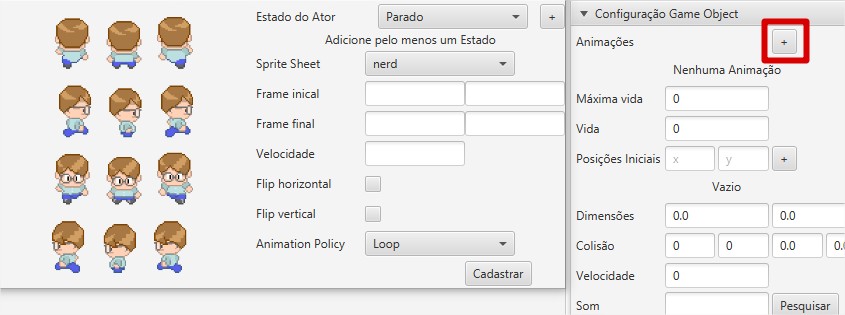 Estado do Ator Parado +
Adicione pelo menos um Estado
Sprite Sheet nerd
Frame inical
Frame final
Velocidade
Flip horizontal
Flip vertical
Animation Policy Loop
Cadastrar
Configuração Game Object
Animações +
Nenhuma Animação
Máxima vida 0
Vida 0
Posições Iniciais x y +
Vazio
Dimensões 0.0 0.0
Colisão 0 0 0.0 0.0
Velocidade 0
Som Pesquisar